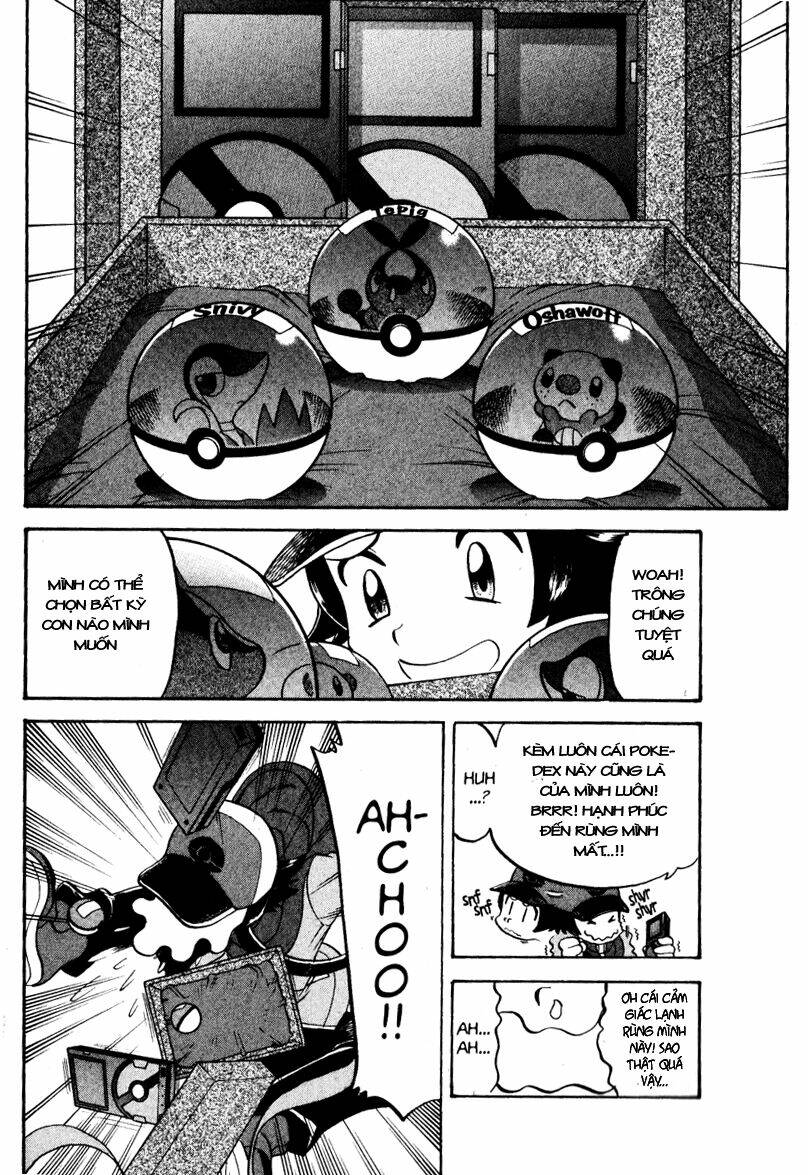 Tepig
Snivy
Oshawott
WOAH!
TRÔNG
CHÚNG
TUYỆT
QUÁ
MÌNH CÓ THỂ
CHỌN BẤT KỲ
CON NÀO MÌNH
MUỐN
KÈM LUÔN CÁI POKE-
DEX NÀY CŨNG LÀ
CỦA MÌNH LUÔN!
BRRR! HẠNH PHÚC
ĐẾN RÙNG MÌNH
MẤT...!!
HUH
...?
snf
snf
shvr
shvr
OH CÁI CẢM
GIÁC LẠNH
RÙNG MÌNH
NÀY! SAO
THẬT QUÁ
VẬY...
AH...
AH...
AH-
CHOO!!